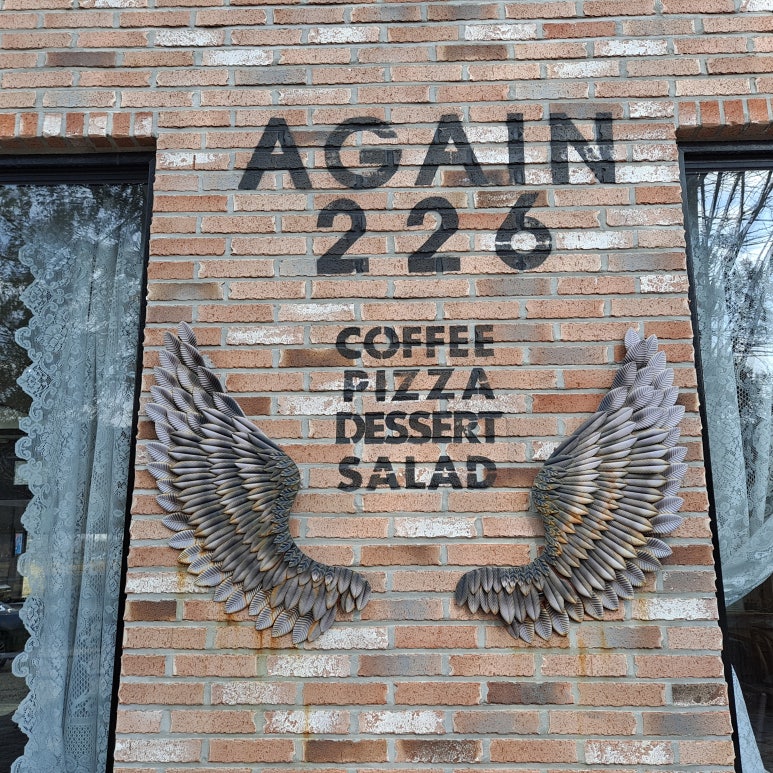 AGAIN
226
COFFEE
PIZZA
DESSERT
SALAD